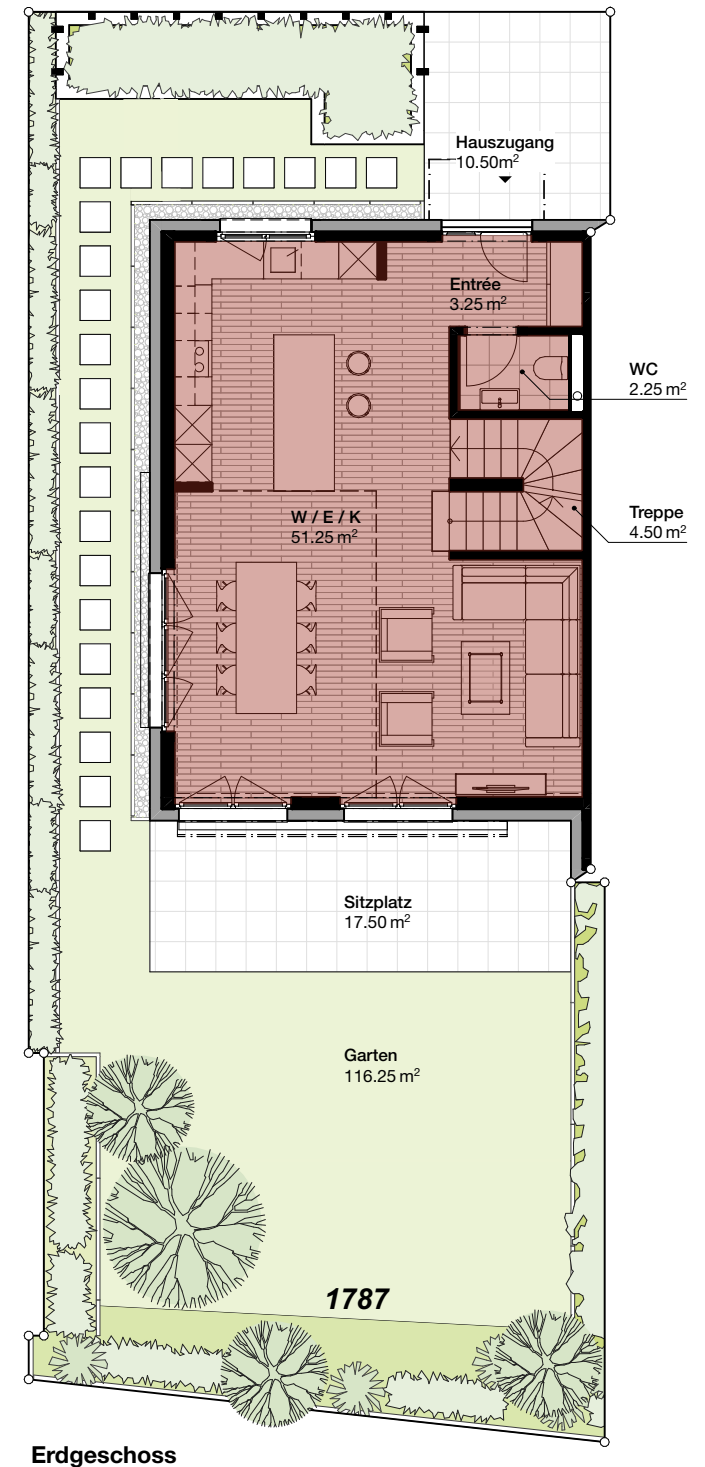 Hauszugang
10.50m²
Entrée
3.25 m²
WC
2.25 m²
W / E / K
51.25 m²
Treppe
4.50 m²
Sitzplatz
17.50 m²
Garten
116.25 m²
1787
Erdgeschoss